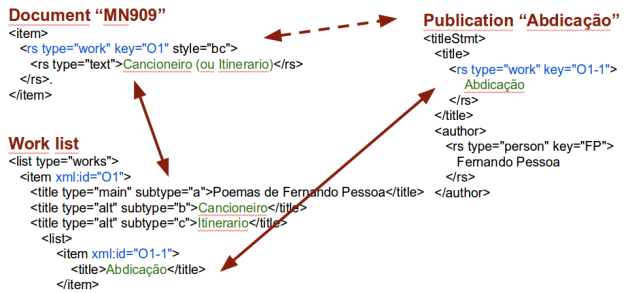 Document “MN909”
<item>
<rs type="work" key="O1" style="bc">
<rs type="text">Cancioneiro (ou Itinerario)</rs>
</rs>.
</item>
Work list
<list type="works">
<item xml:id="O1">
<title type="main" subtype="a">Poemas de Fernando Pessoa</title>
<title type="alt" subtype="b">Cancioneiro</title>
<title type="alt" subtype="c">Itinerario</title>
<list>
<item xml:id="O1-1">
<title>Abdicação</title>
</item>
Publication “Abdicação”
<titleStmt>
<title>
<rs type="work" key="O1-1">
Abdicação
</rs>
</title>
<author>
<rs type="person" key="FP">
Fernando Pessoa
</rs>
</author>